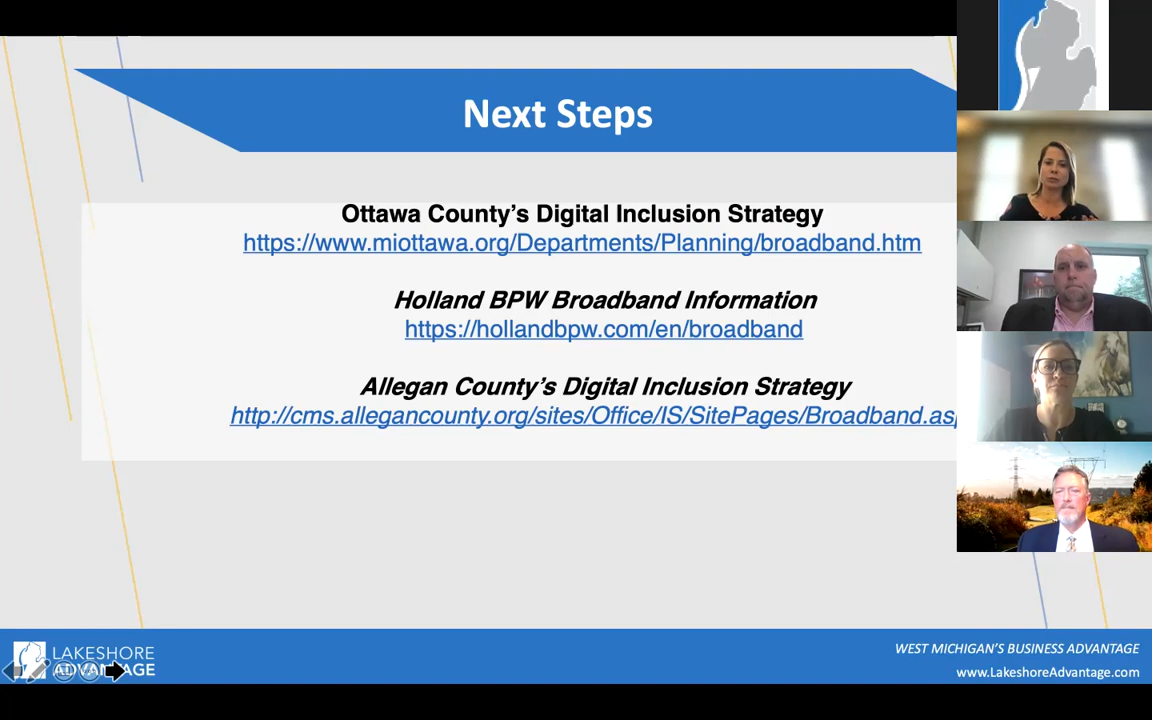 Next Steps
Ottawa County's Digital Inclusion Strategy
https://www.miottawa.org/Departments/Planning/broadband.htm
Holland BPW Broadband Information
https://hollandbpw.com/en/broadband
Allegan County's Digital Inclusion Strategy
http://cms.allegancounty.org/sites/Office/IS/SitePages/Broadband.asp
LAKESHORE
ADVANTAGE
WEST MICHIGAN'S BUSINESS ADVANTAGE
www.LakeshoreAdvantage.com